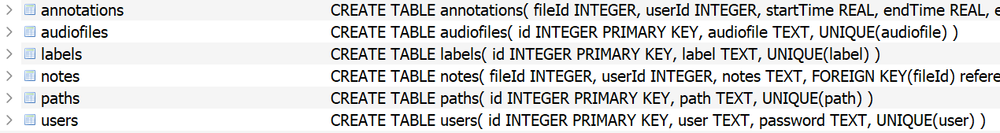 annotations CREATE TABLE annotations( fileId INTEGER, userId INTEGER, startTime REAL, endTime REAL,
audiofiles CREATE TABLE audiofiles( id INTEGER PRIMARY KEY, audiofile TEXT, UNIQUE(audiofile) )
labels CREATE TABLE labels( id INTEGER PRIMARY KEY, label TEXT, UNIQUE(label) )
notes CREATE TABLE notes( fileId INTEGER, userId INTEGER, notes TEXT, FOREIGN KEY(fileId)
paths CREATE TABLE paths( id INTEGER PRIMARY KEY, path TEXT, UNIQUE(path) )
users CREATE TABLE users( id INTEGER PRIMARY KEY, user TEXT, password TEXT, UNIQUE(user) )